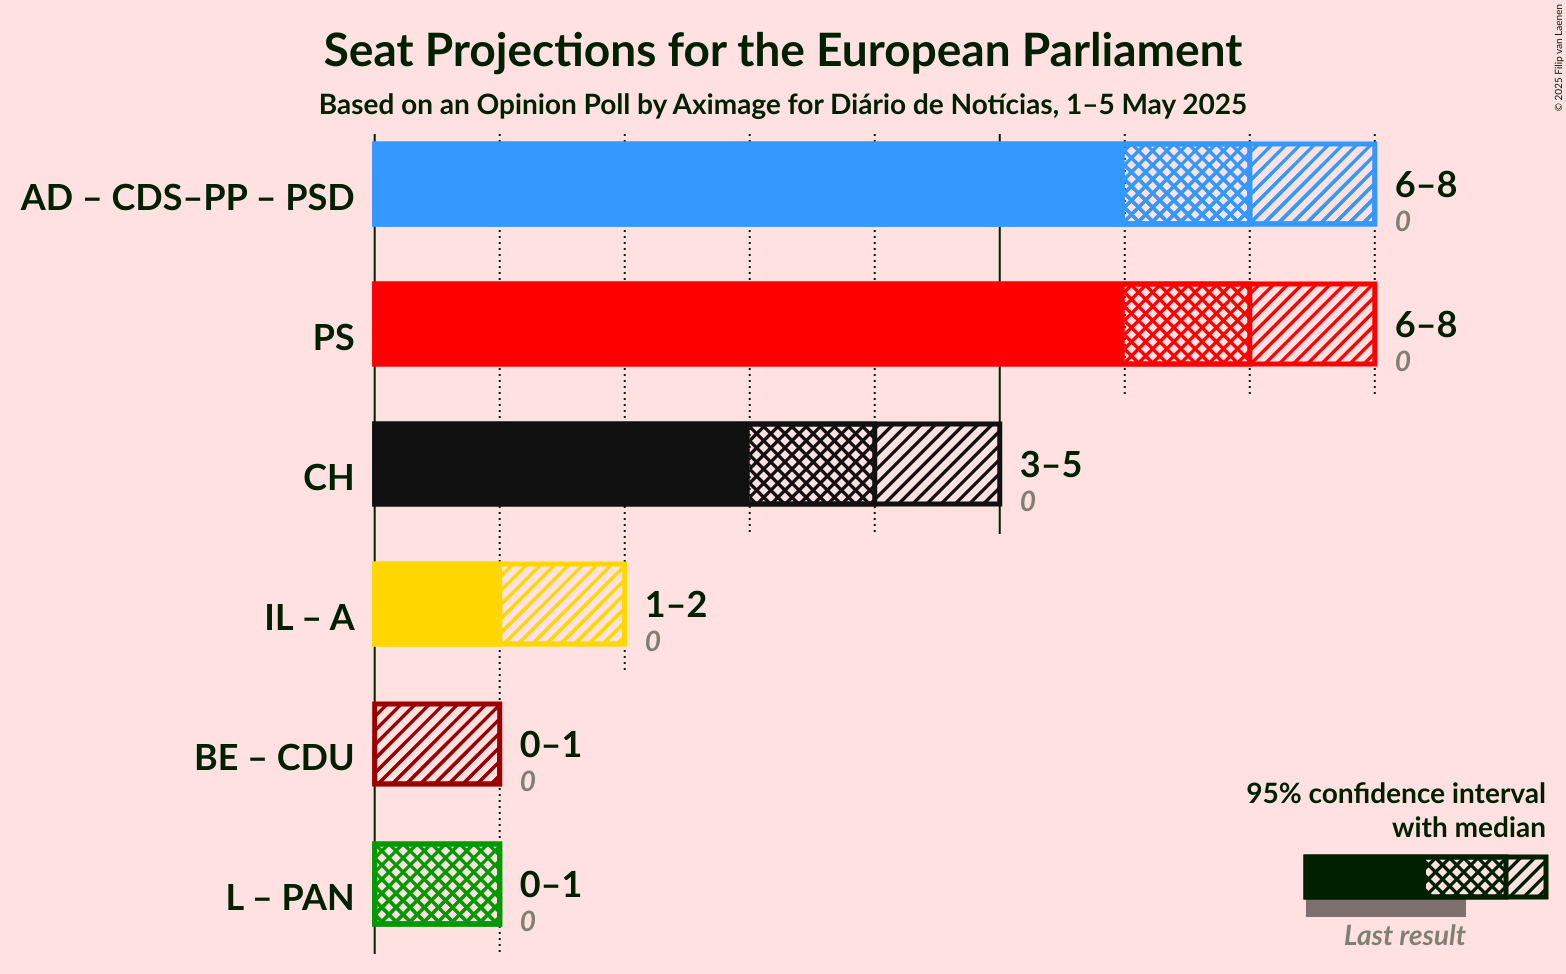 Seat Projections for the European Parliament
Based on an Opinion Poll by Aximage for Diário de Notícias, 1–5 May 2025
© 2025 Filip van Laenen
AD – CDS–PP – PSD
6–8
0
PS
6–8
0
CH
3–5
0
IL – A
1–2
0
BE – CDU
0–1
0
L – PAN
0–1
0
95% confidence interval
with median
Last result